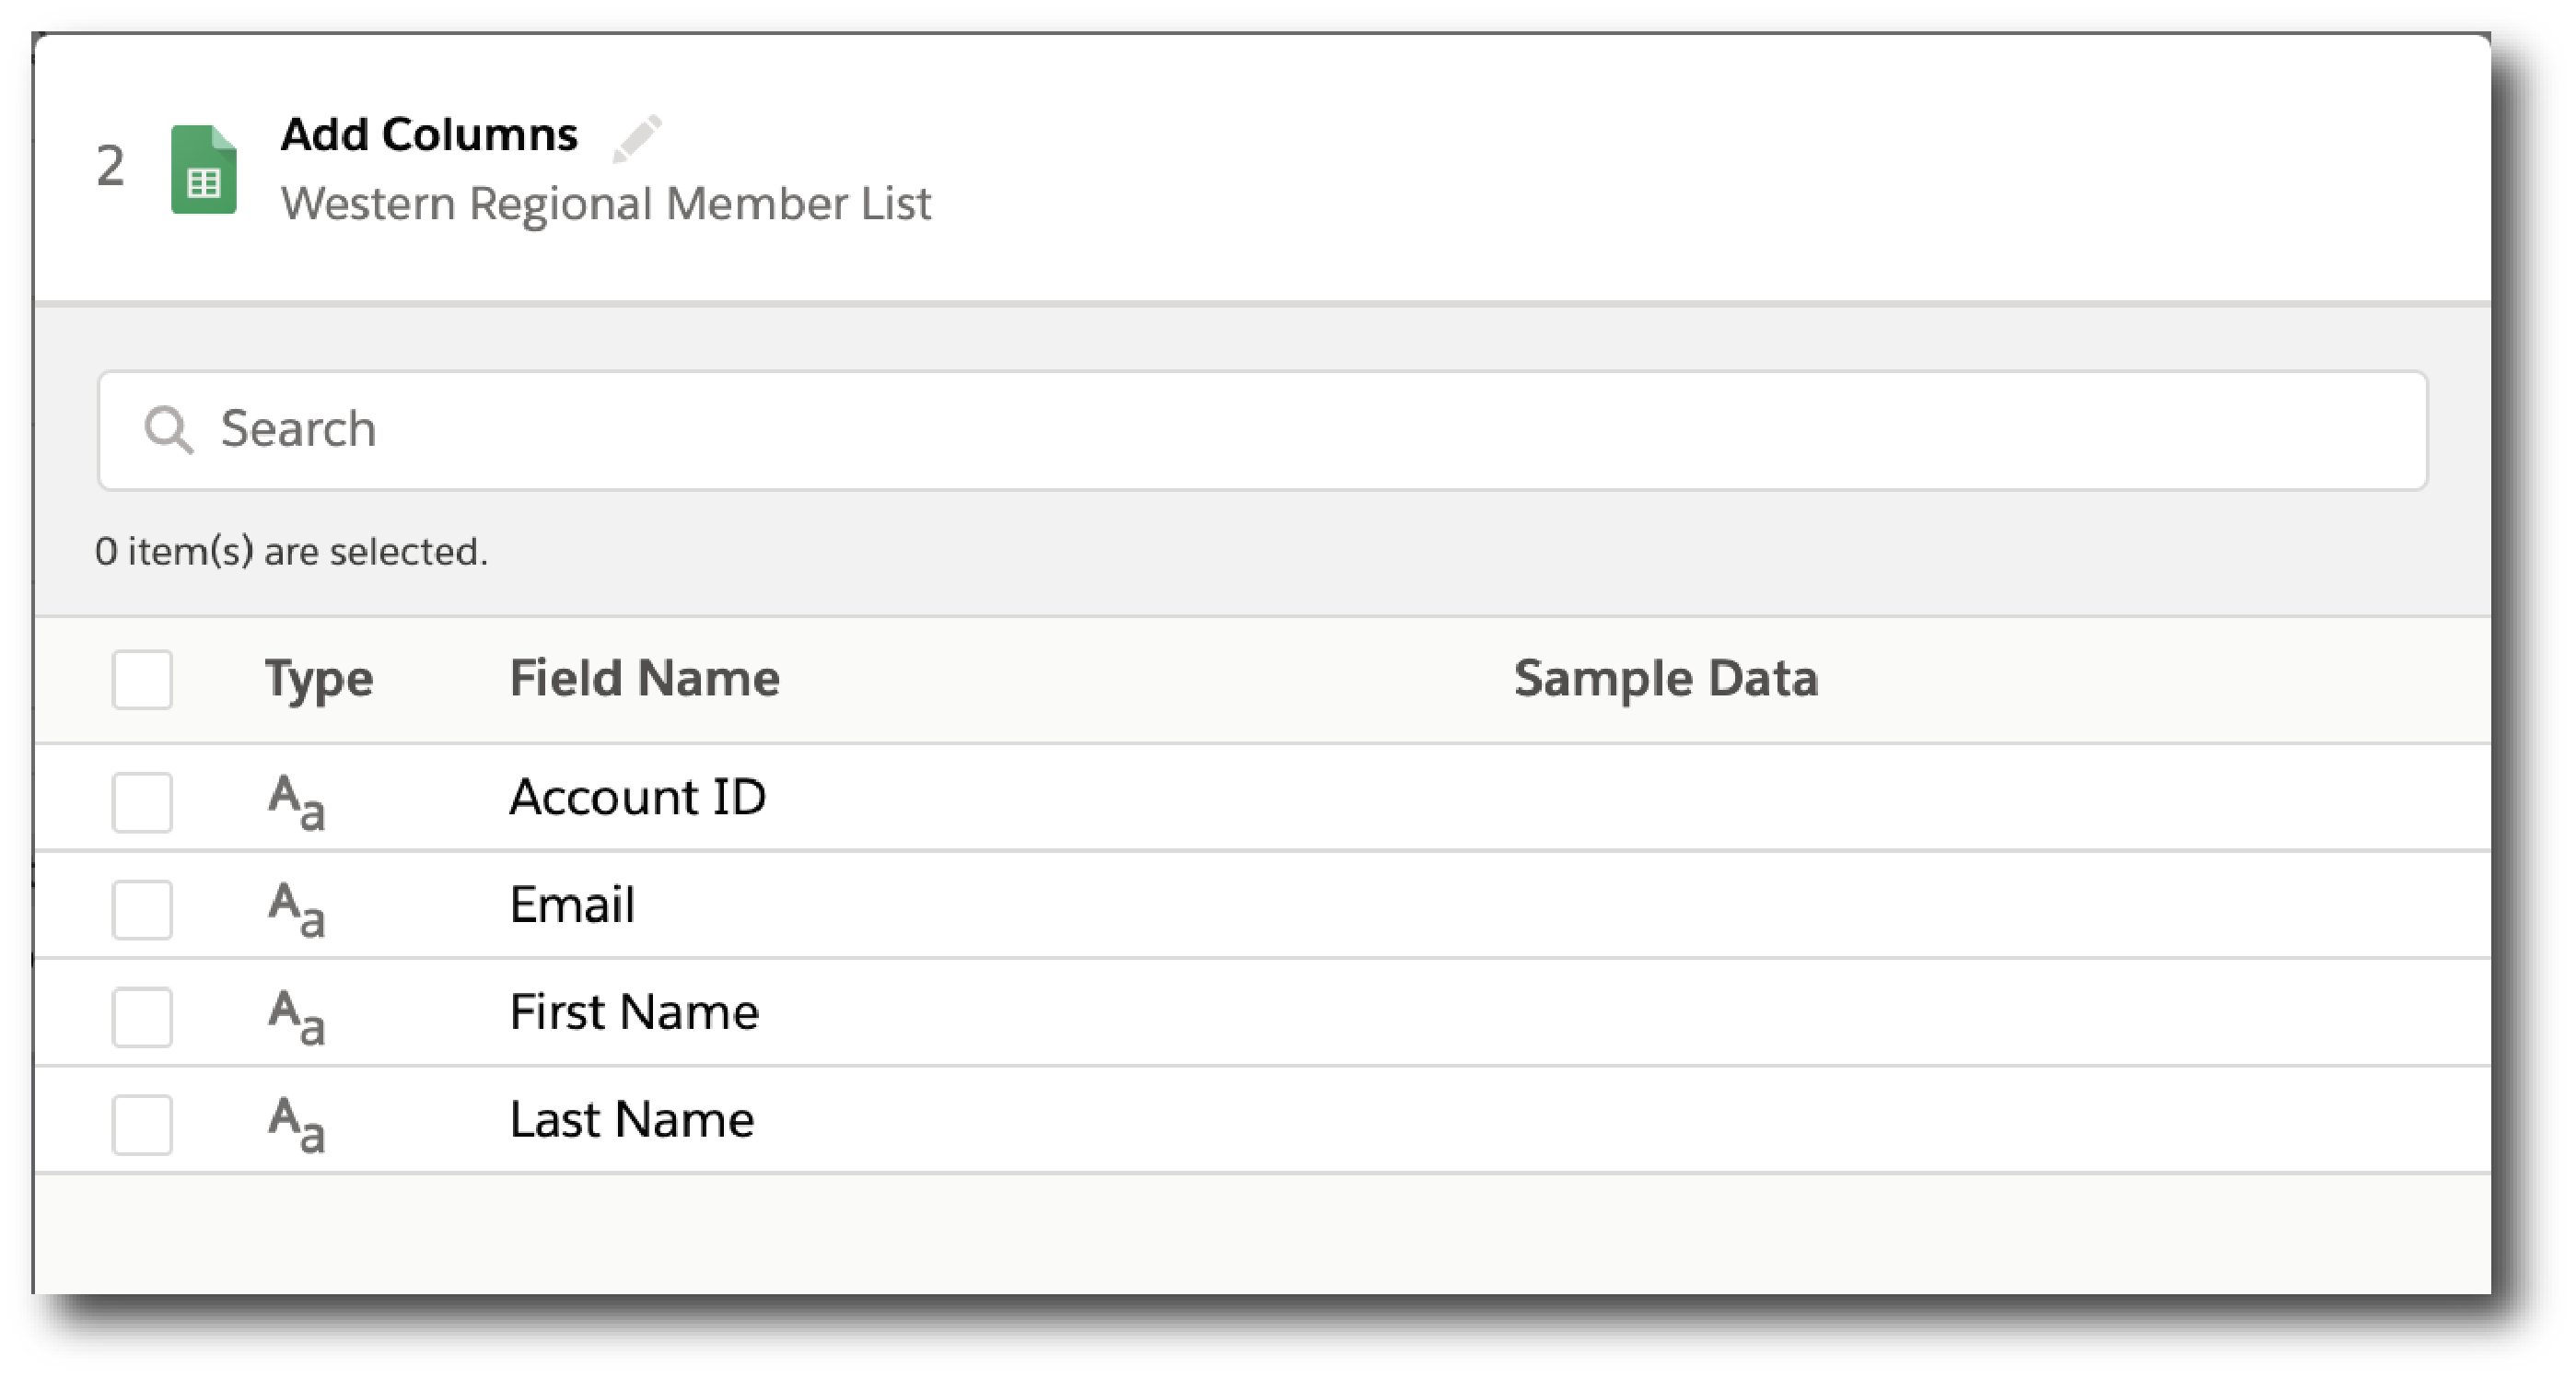 2
Add Columns
Western Regional Member List
Search
0 item(s) are selected.
Type Field Name Sample Data
Aa Account ID
Aa Email
Aa First Name
Aa Last Name